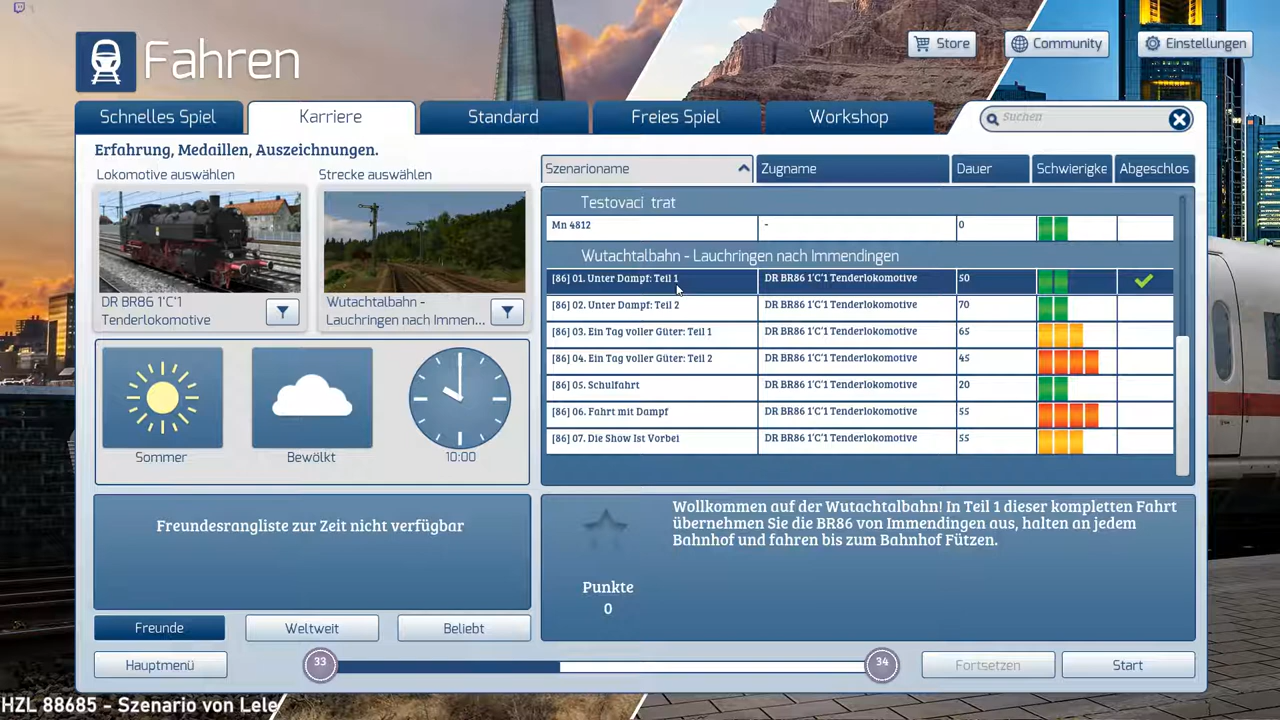 Fahren
Store
Community
Einstellungen
Schnelles Spiel
Karriere
Standard
Freies Spiel
Workshop
Suchen
Erfahrung, Medaillen, Auszeichnungen.
Lokomotive auswählen
Strecke auswählen
DR BR86 1'C'1
Tenderlokomotive
Wutachtalbahn -
Lauchringen nach Immen...
Sommer
Bewölkt
10:00
Szenarioname
Zugname
Dauer
Schwierigke
Abgeschlos
Testovaci trat
Mn 4812 - 0
Wutachtalbahn - Lauchringen nach Immendingen
[86] 01. Unter Dampf: Teil 1 DR BR86 1'C'1 Tenderlokomotive 50
[86] 02. Unter Dampf: Teil 2 DR BR86 1'C'1 Tenderlokomotive 70
[86] 03. Ein Tag voller Güter: Teil 1 DR BR86 1'C'1 Tenderlokomotive 65
[86] 04. Ein Tag voller Güter: Teil 2 DR BR86 1'C'1 Tenderlokomotive 45
[86] 05. Schulfahrt DR BR86 1'C'1 Tenderlokomotive 20
[86] 06. Fahrt mit Dampf DR BR86 1'C'1 Tenderlokomotive 55
[86] 07. Die Show Ist Vorbei DR BR86 1'C'1 Tenderlokomotive 55
Freundesrangliste zur Zeit nicht verfügbar
Wollkommen auf der Wutachtalbahn! In Teil 1 dieser kompletten Fahrt
übernehmen Sie die BR86 von Immendingen aus, halten an jedem
Bahnhof und fahren bis zum Bahnhof Fützen.
Punkte
0
Freunde
Weltweit
Beliebt
Hauptmenü
33
34
Fortsetzen
Start
HZL 88685 - Szenario von Lele